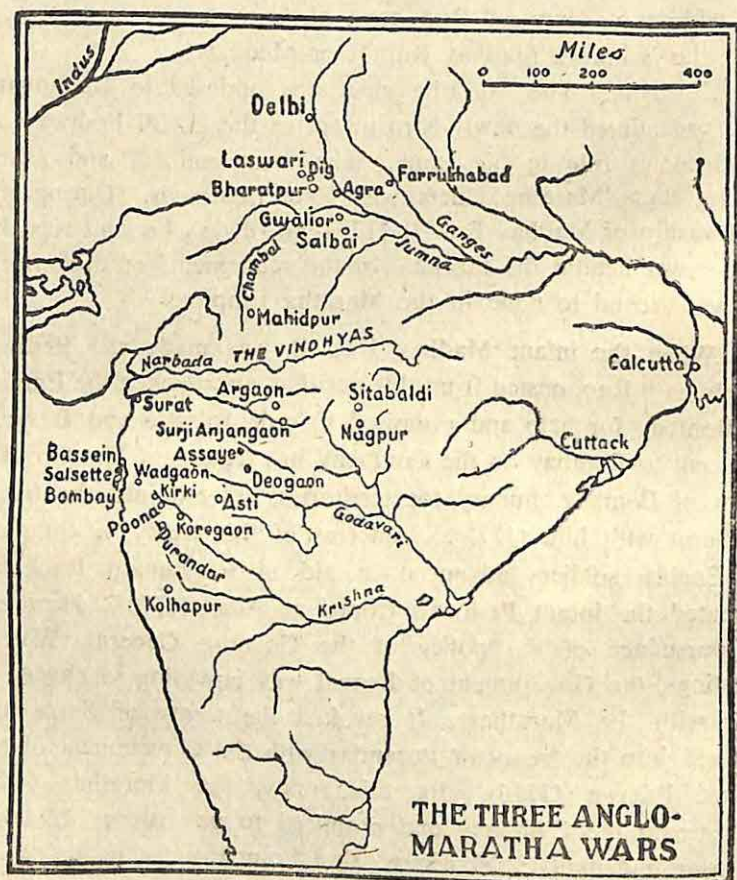 Indus
Miles
0 100 200 400
Delhi
Laswari
Dig
Bharatpur
Agra
Farrukhabad
Gwalior
Salbai
Chambal
Jumna
Ganges
Mahidpur
Narbada
THE VINDHYAS
Calcutta
Surat
Argaon
Sitabaldi
Surji Anjangaon
Nagpur
Assaye
Cuttack
Bassein
Salsette
Bombay
Wadgaon
Deogaon
Kirki
Asti
Poona
Koregaon
Godavari
Purandar
Kolhapur
Krishna
THE THREE ANGLO-
MARATHA WARS